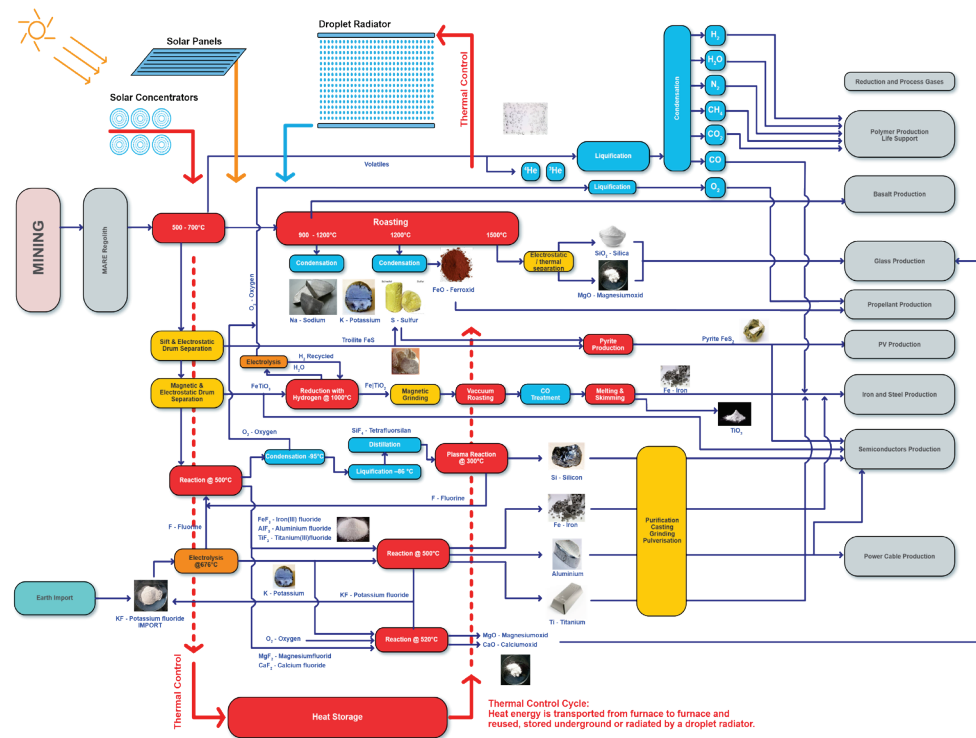 Droplet Radiator
Solar Panels
Solar Concentrators
Thermal Control
Condensation
H2
H2O
N2
CH4
CO2
CO
O2
Reduction and Process Gases
Polymer Production
Life Support
Liquification
Volatiles
He
He
Liquification
Basalt Production
MINING
MARE Regolith
500 - 700°C
Roasting
900 - 1200°C
1200°C
1500°C
Condensation
Condensation
Electrostatic
/ thermal
separation
SiO2 - Silica
MgO - Magnesiumoxid
Glass Production
FeO - Ferroxid
Na - Sodium
K - Potassium
S - Sulfur
O2 - Oxygen
Propellant Production
Sift & Electrostatic
Drum Separation
Troilite FeS
Pyrite
Production
Pyrite FeS2
PV Production
Electrolysis
H2 Recycled
H2O
Magnetic &
Electrostatic Drum
Separation
FeTiO3
Reduction with
Hydrogen @ 1000°C
Fe|TiO2
Magnetic
Grinding
Vaccuum
Roasting
CO
Treatment
Melting &
Skimming
Fe - Iron
TiO2
Iron and Steel Production
O2 - Oxygen
SiF4 - Tetrafluorsilan
Distillation
Condensation -95°C
Liquification –86 °C
Plasma Reaction
@ 300°C
Si - Silicon
Semiconductors Production
Reaction @ 500°C
F - Fluorine
F - Fluorine
FeF3 - Iron(III) fluoride
AlF3 - Aluminium fluoride
TiF3 - Titanium(III)fluoride
Reaction @ 500°C
Fe - Iron
Aluminium
Ti - Titanium
Purification
Casting
Grinding
Pulverisation
Power Cable Production
Electrolysis
@676°C
K - Potassium
KF - Potassium fluoride
Earth Import
KF - Potassium fluoride
IMPORT
O2 - Oxygen
Reaction @ 520°C
MgO - Magnesiumoxid
CaO - Calciumoxid
MgF2 - Magnesiumfluorid
CaF2 - Calcium fluoride
Thermal Control
Heat Storage
Thermal Control Cycle:
Heat energy is transported from furnace to furnace and
reused, stored underground or radiated by a droplet radiator.